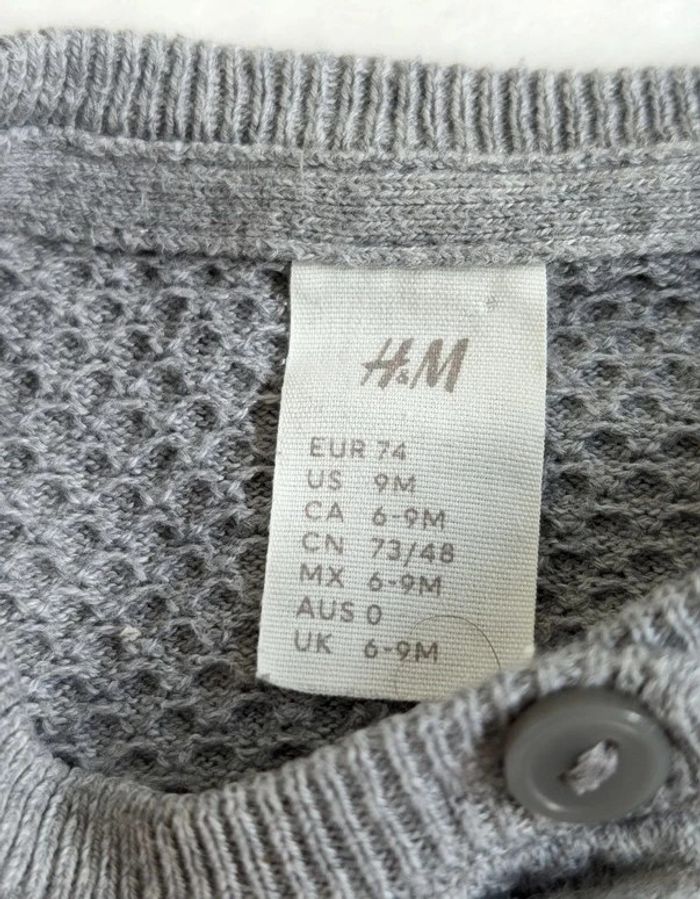 H&M
EUR 74
US 9M
CA 6-9M
CN 73/48
MX 6-9M
AUS 0
UK 6-9M